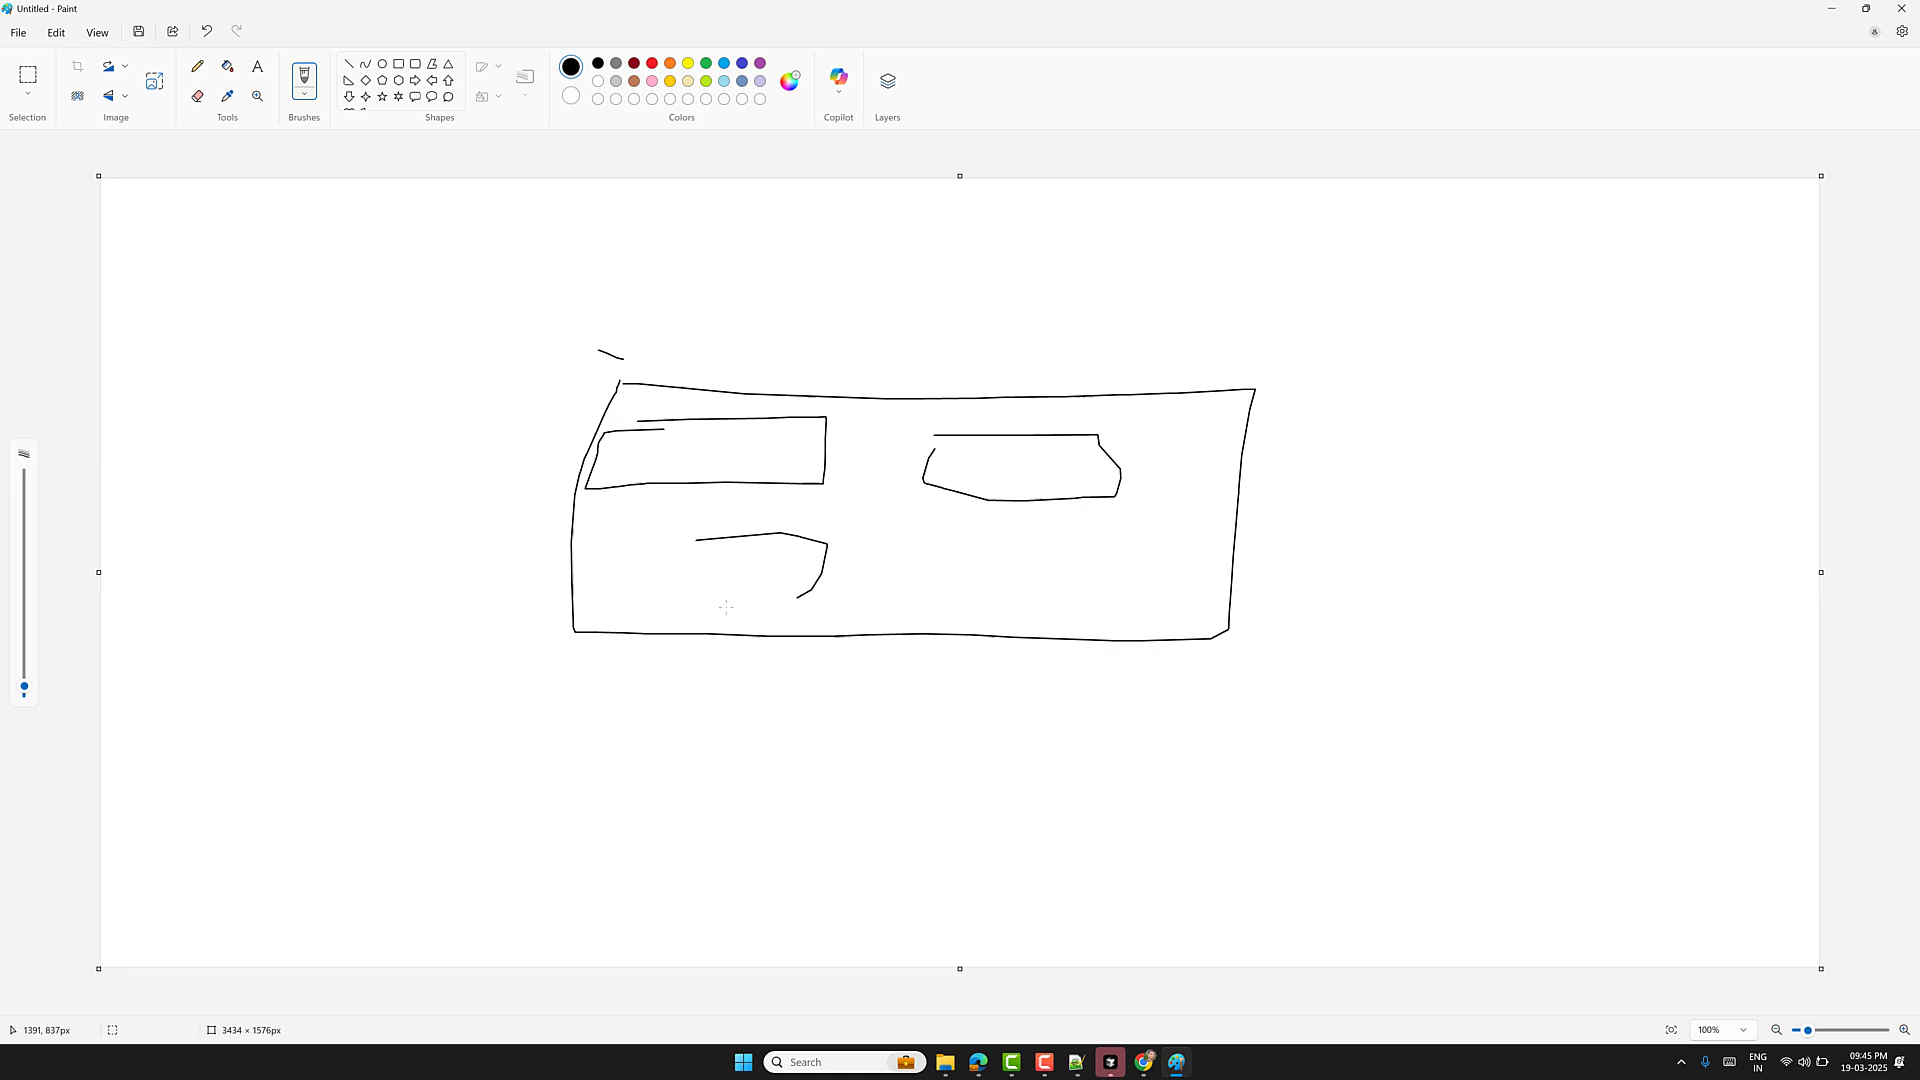 Untitled - Paint
File Edit View
Selection Image Tools Brushes Shapes Colors Copilot Layers
1391, 837px 3434 × 1576px 100%
Search ENG IN 09:45 PM 19-03-2025